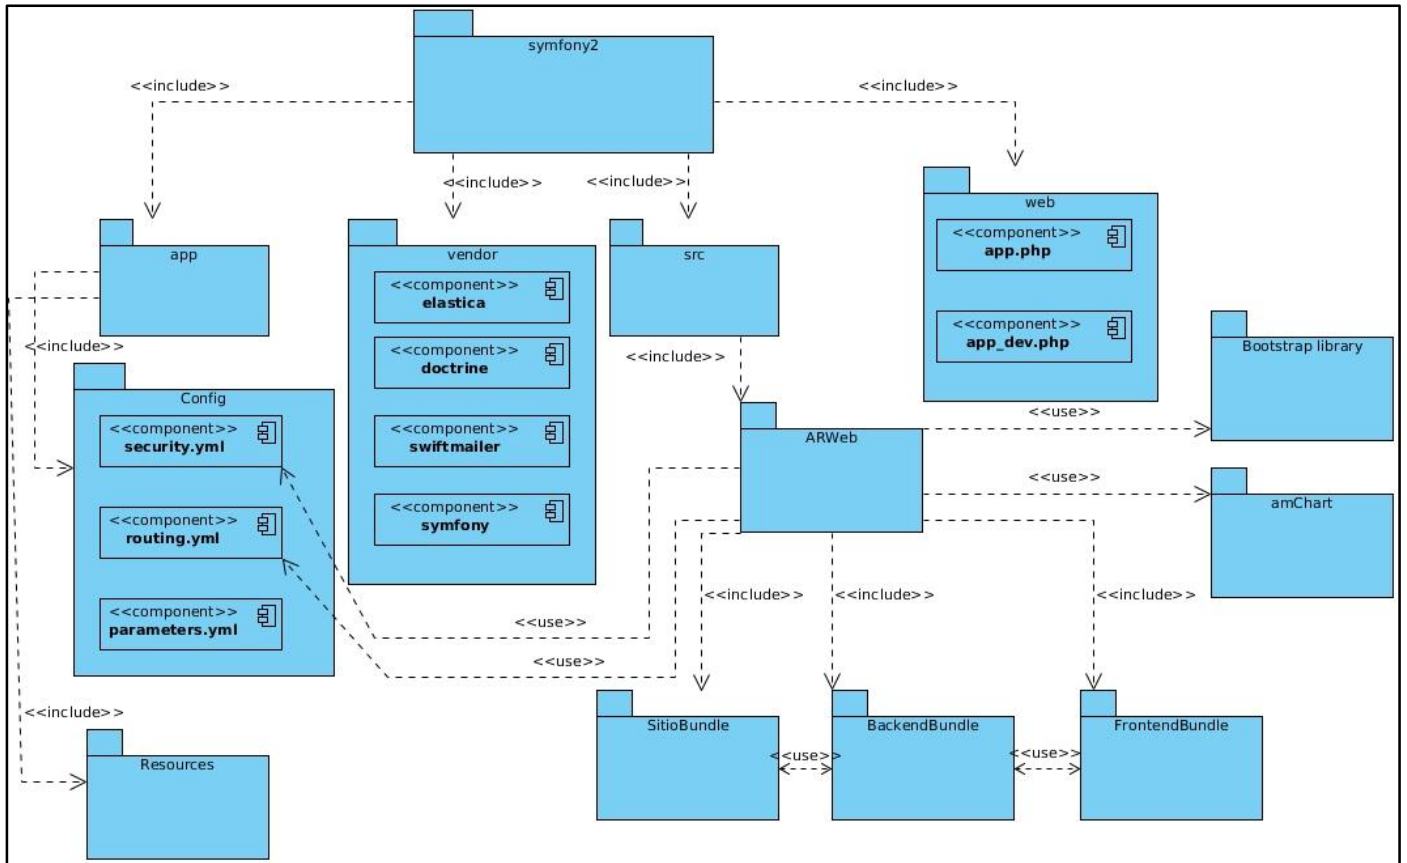 symfony2
<<include>>
<<include>>
<<include>>
<<include>>
app
vendor
<<component>>
elastica
<<component>>
doctrine
<<component>>
swiftmailer
<<component>>
symfony
src
web
<<component>>
app.php
<<component>>
app_dev.php
<<include>>
<<include>>
Config
<<component>>
security.yml
<<component>>
routing.yml
<<component>>
parameters.yml
ARWeb
<<use>>
Bootstrap library
<<use>>
amChart
<<include>>
<<include>>
<<include>>
<<use>>
<<use>>
<<include>>
Resources
SitioBundle
<<use>>
BackendBundle
<<use>>
FrontendBundle